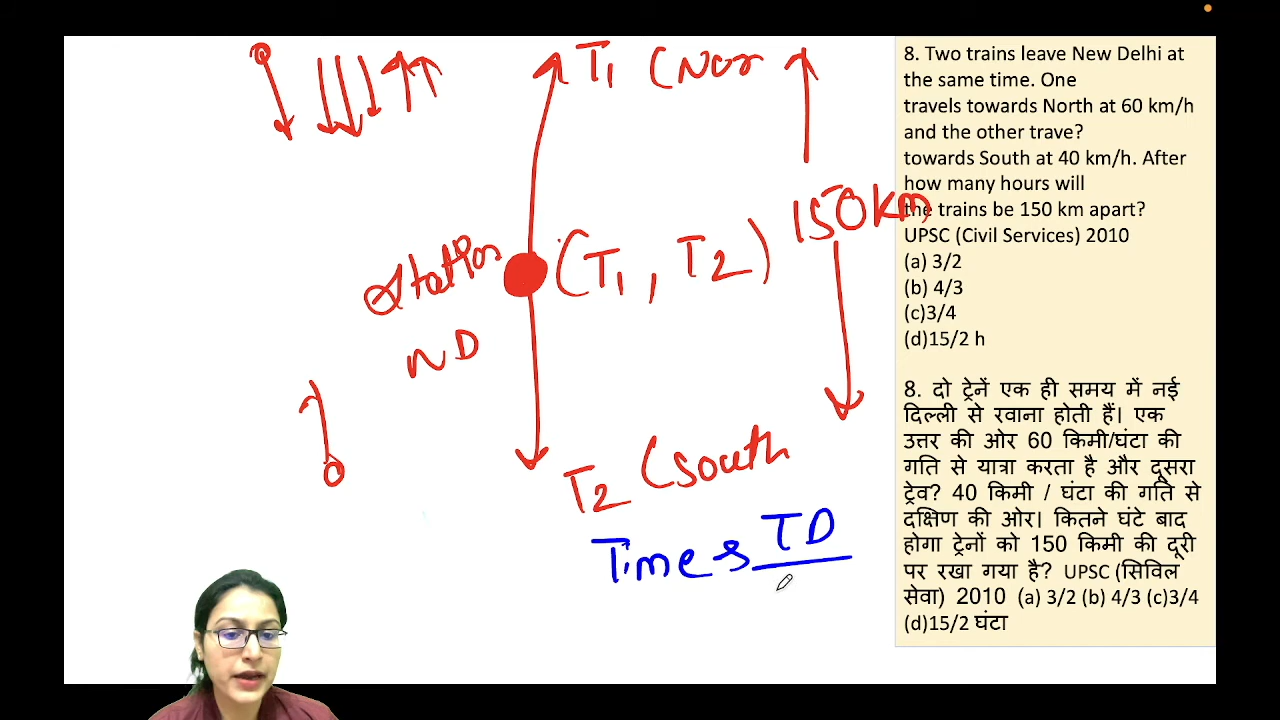 T1 (Nor
150km
Station
(T1, T2)
ND
T2 (South
Time = TD
8. Two trains leave New Delhi at
the same time. One
travels towards North at 60 km/h
and the other trave?
towards South at 40 km/h. After
how many hours will
the trains be 150 km apart?
UPSC (Civil Services) 2010
(a) 3/2
(b) 4/3
(c)3/4
(d)15/2 h
8. दो ट्रेनें एक ही समय में नई
दिल्ली से रवाना होती हैं। एक
उत्तर की ओर 60 किमी/घंटा की
गति से यात्रा करता है और दूसरा
ट्रेव? 40 किमी / घंटा की गति से
दक्षिण की ओर। कितने घंटे बाद
होगा ट्रेनों को 150 किमी की दूरी
पर रखा गया है? UPSC (सिविल
सेवा) 2010 (a) 3/2 (b) 4/3 (c)3/4
(d)15/2 घंटा